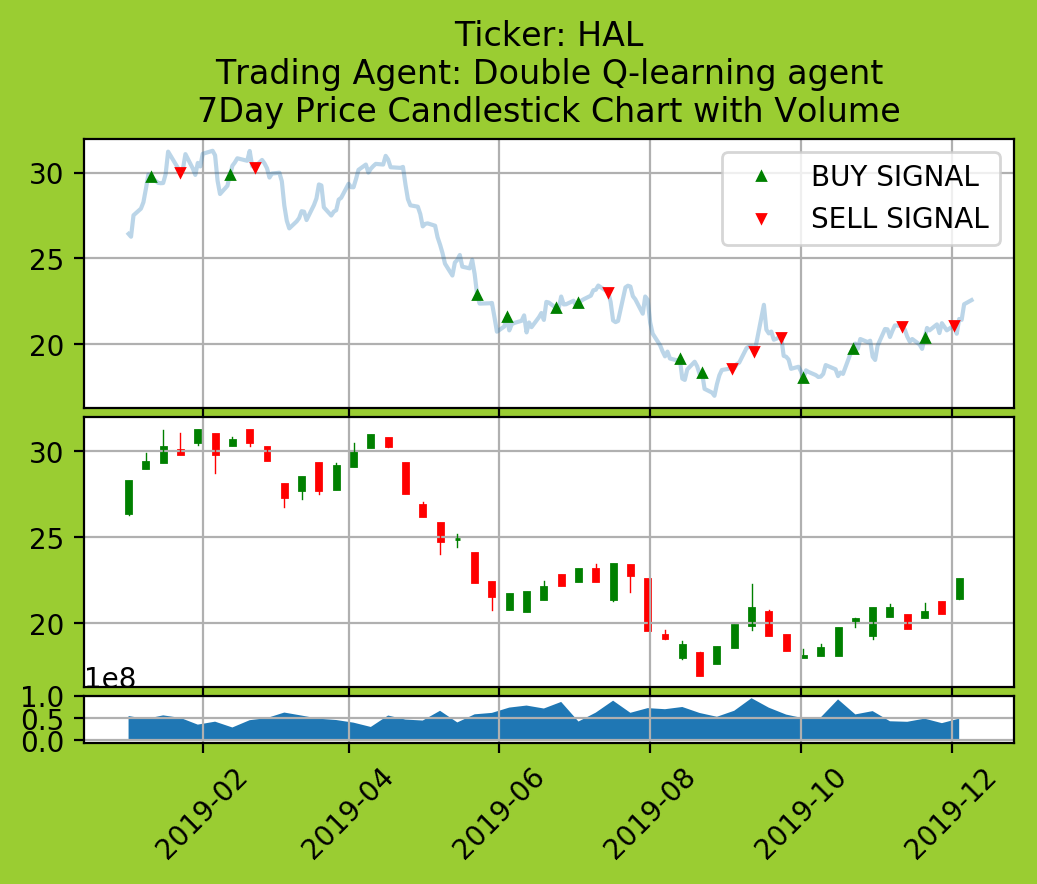 Ticker: HAL
Trading Agent: Double Q-learning agent
7Day Price Candlestick Chart with Volume
30
25
20
BUY SIGNAL
SELL SIGNAL
30
25
20
1e8
1.0
0.5
0.0
2019-02
2019-04
2019-06
2019-08
2019-10
2019-12